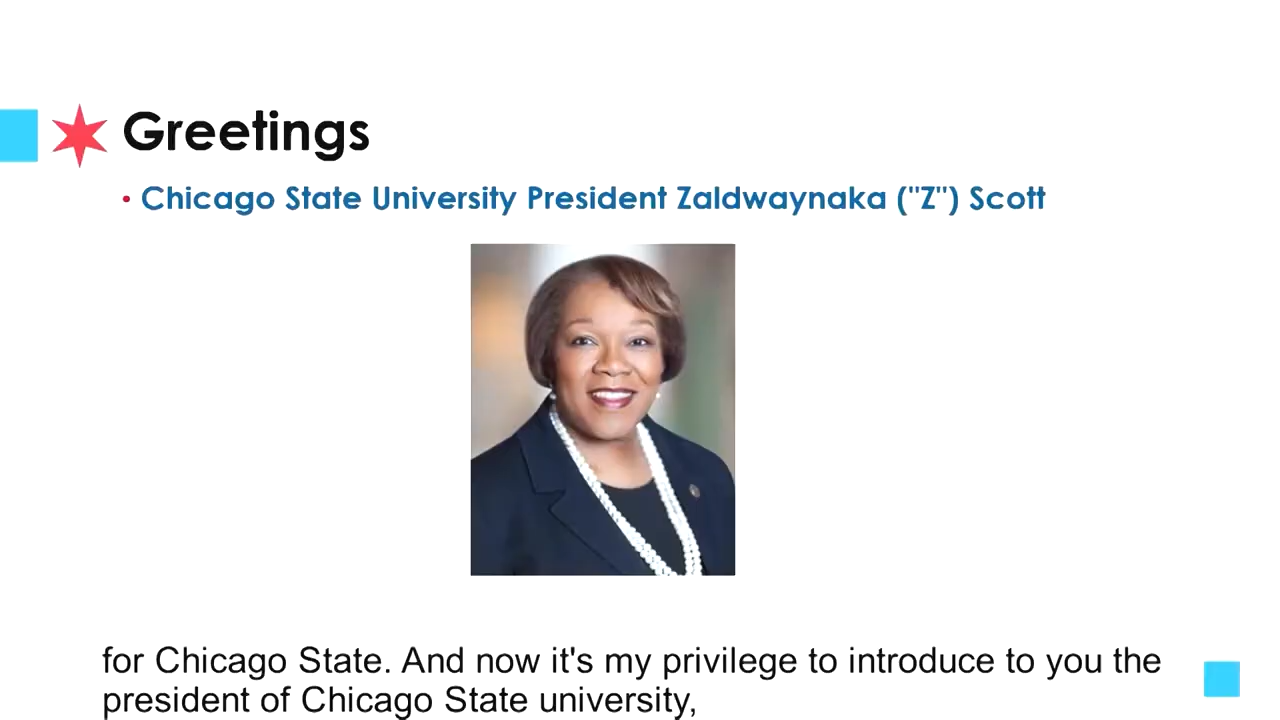 Greetings
• Chicago State University President Zaldwaynaka ("Z") Scott
for Chicago State. And now it's my privilege to introduce to you the
president of Chicago State university,